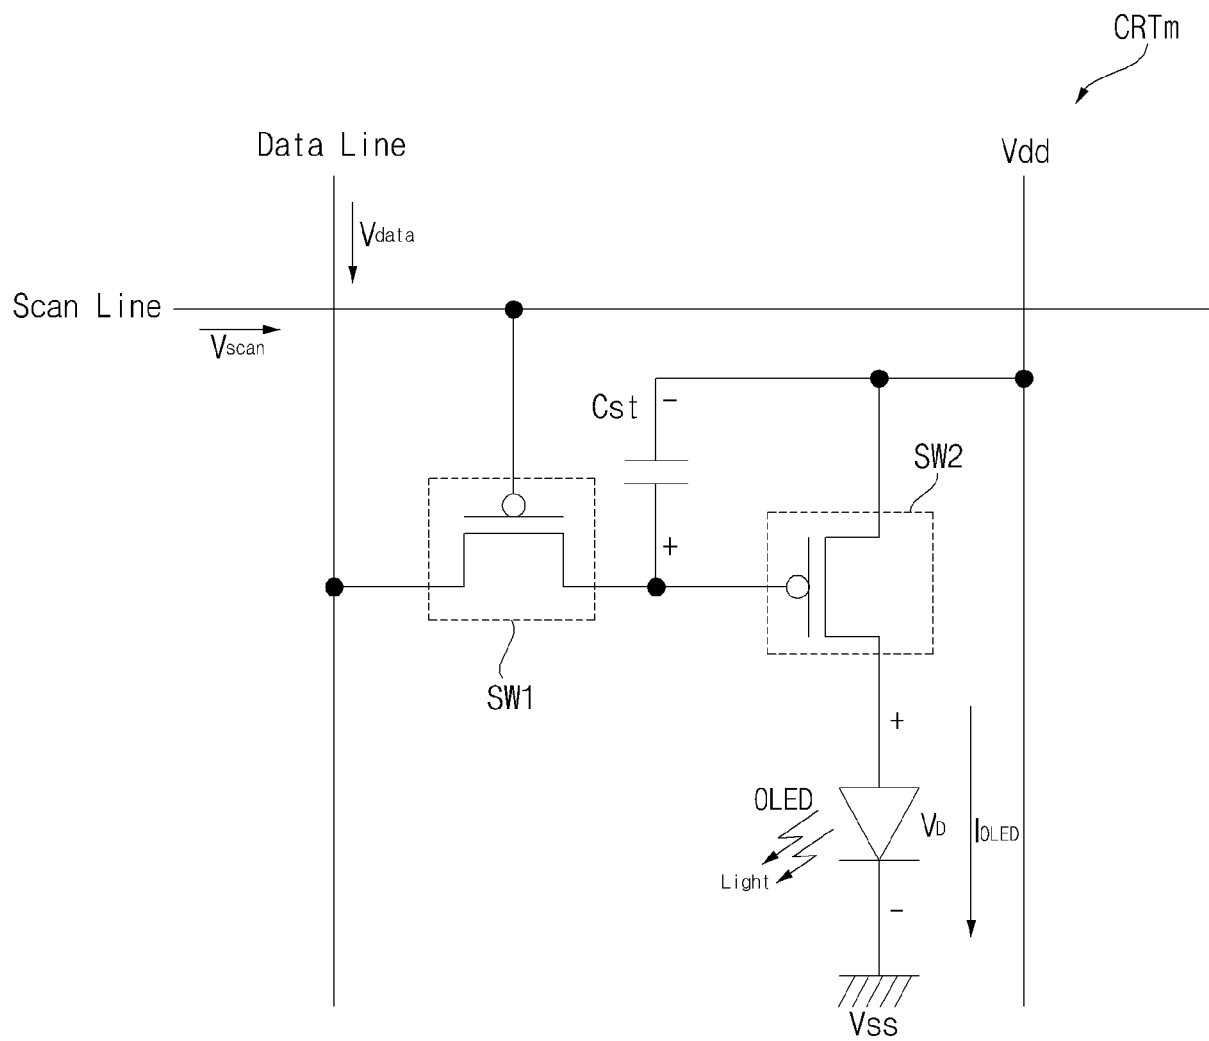 CRTm
Data Line
Vdd
Vdata
Scan Line
Vscan
Cst
-
SW2
+
SW1
+
OLED
VD
IOLED
Light
-
Vss